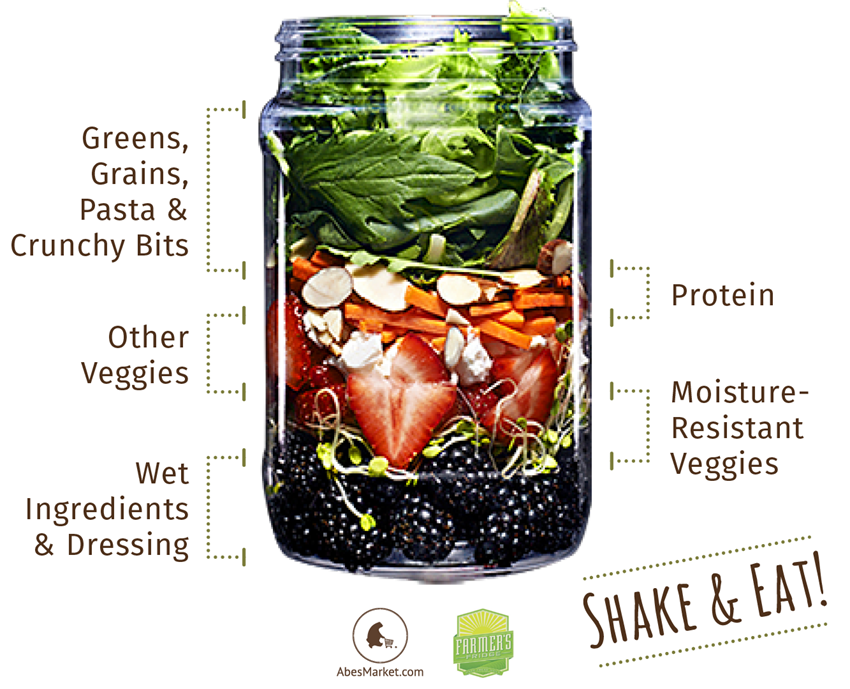 Greens,
Grains,
Pasta &
Crunchy Bits
Protein
Other
Veggies
Moisture-
Resistant
Veggies
Wet
Ingredients
& Dressing
SHAKE & EAT!
AbesMarket.com
FARMER'S
FRIDGE